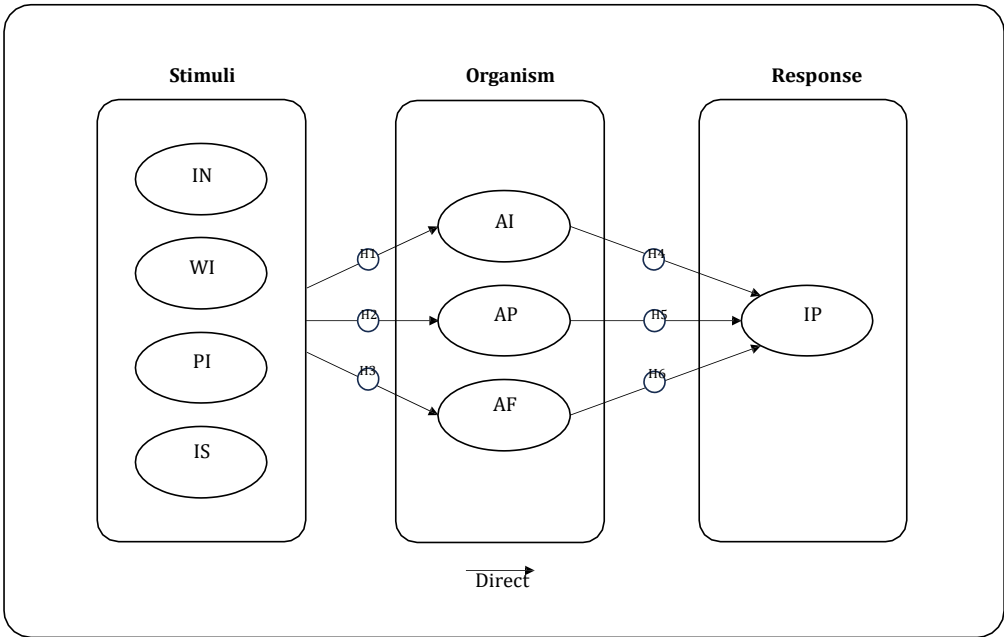 Stimuli
Organism
Response
IN
WI
PI
IS
H1
H2
H3
AI
AP
AF
H4
H5
H6
IP
Direct